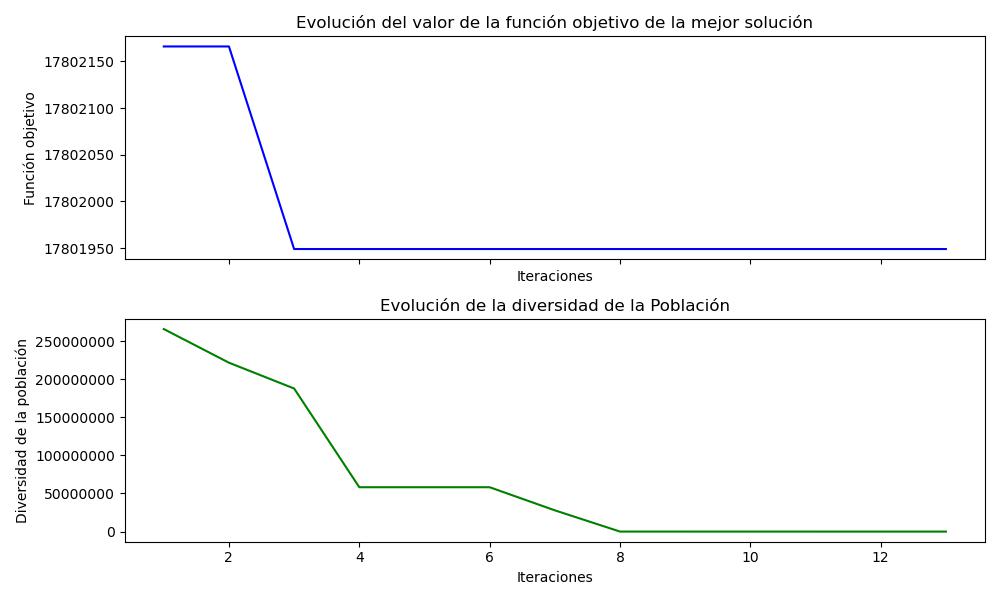 Evolución del valor de la función objetivo de la mejor solución
Función objetivo
17802150
17802100
17802050
17802000
17801950
Iteraciones
Evolución de la diversidad de la Población
Diversidad de la población
250000000
200000000
150000000
100000000
50000000
0
2 4 6 8 10 12
Iteraciones